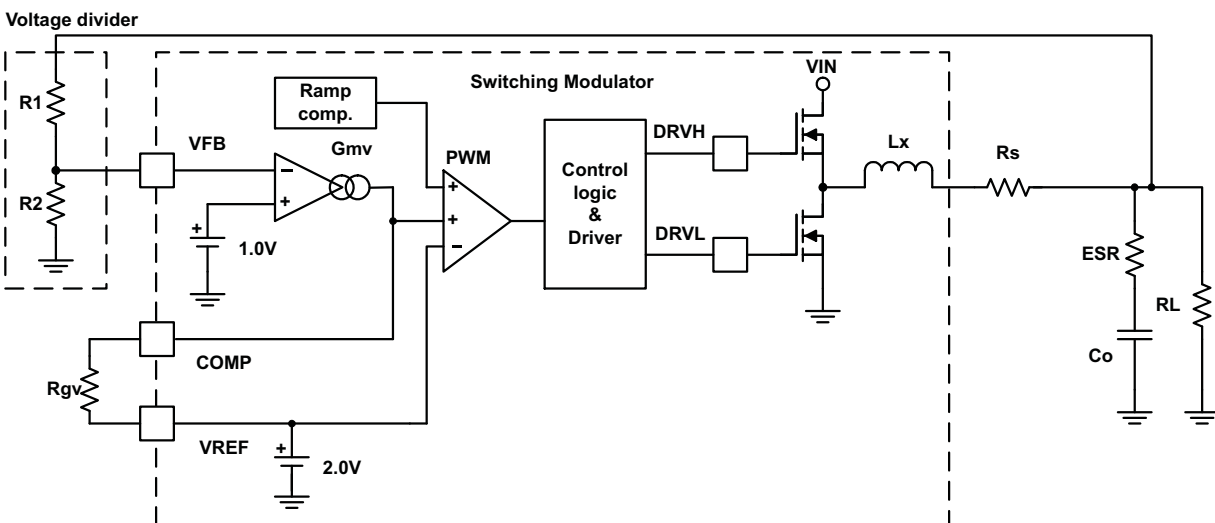 Voltage divider
R1
R2
VFB
Ramp
comp.
Gmv
Switching Modulator
PWM
VIN
DRVH
Lx
Rs
Control
logic
&
Driver
DRVL
−
+
+
1.0V
+
+
−
ESR
RL
Co
COMP
Rgv
VREF
+
2.0V